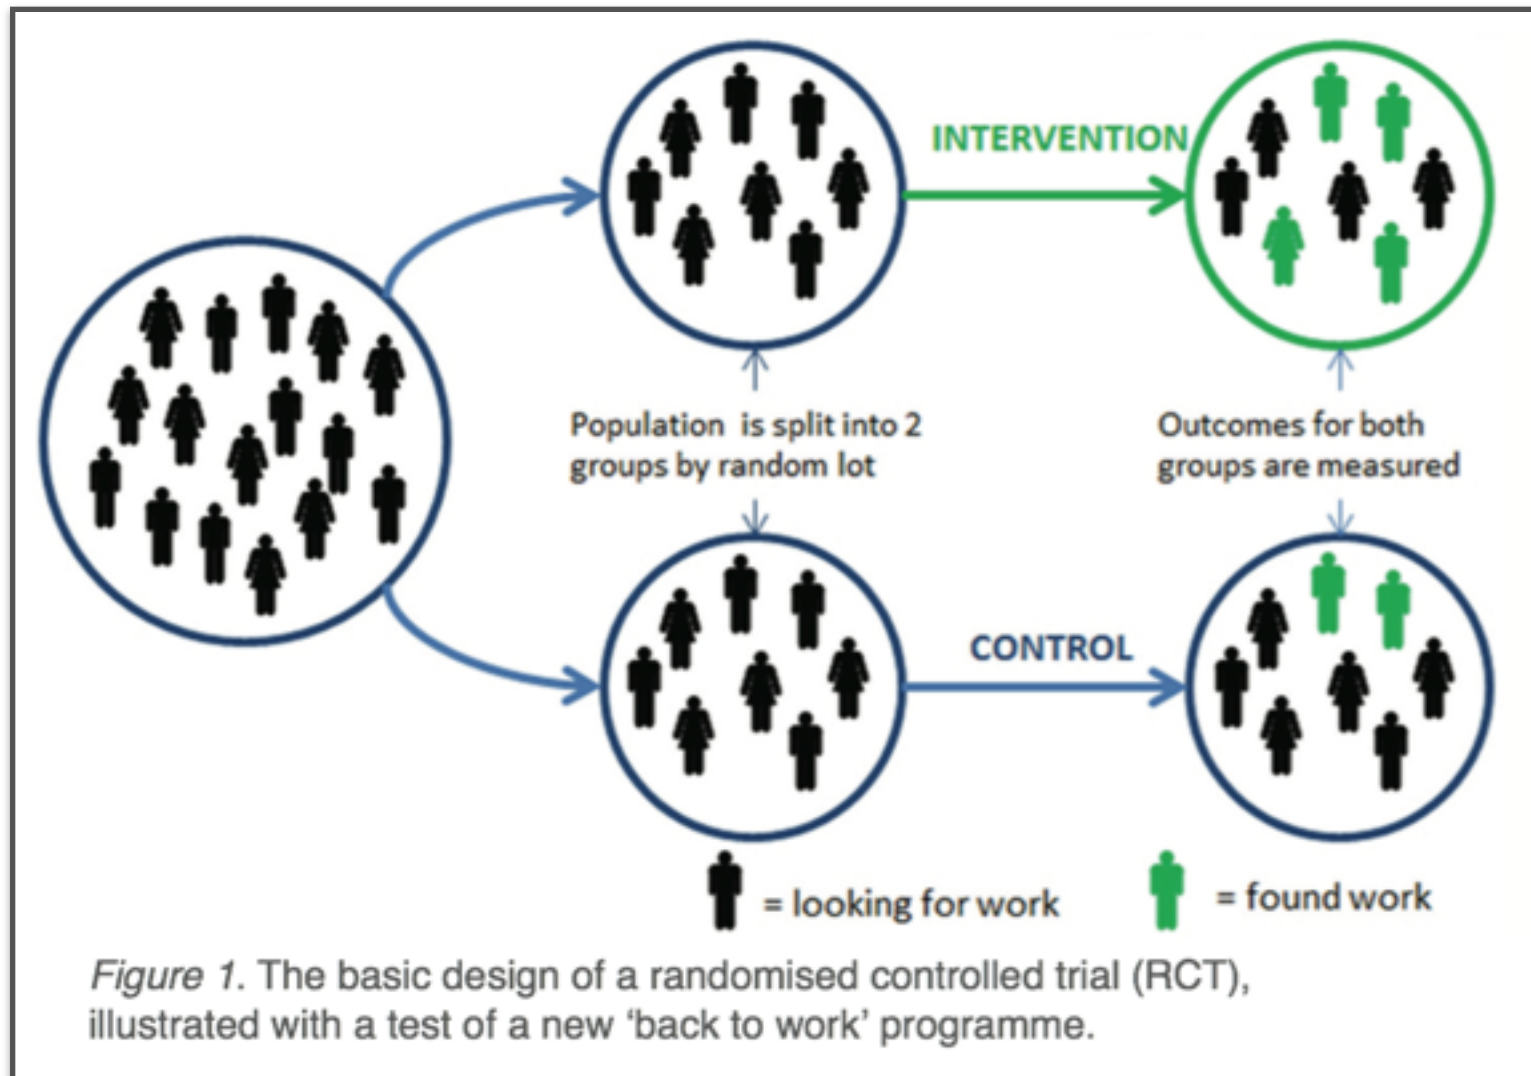 INTERVENTION
Population is split into 2
groups by random lot
Outcomes for both
groups are measured
CONTROL
= looking for work
= found work
Figure 1. The basic design of a randomised controlled trial (RCT),
illustrated with a test of a new ‘back to work’ programme.